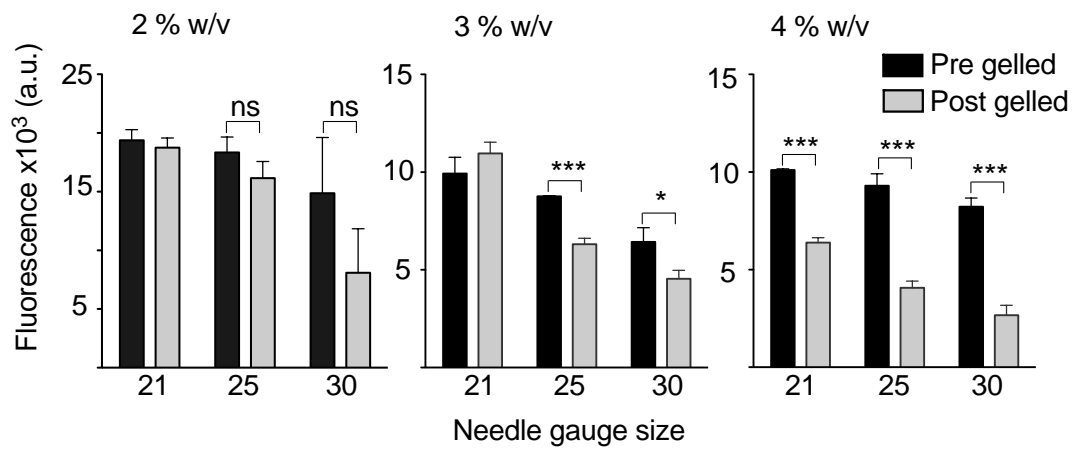 2 % w/v
3 % w/v
4 % w/v
Pre gelled
Post gelled
Fluorescence x10³ (a.u.)
25
15
5
ns
ns
21
25
30
15
10
5
***
*
21
25
30
15
10
5
***
***
***
21
25
30
Needle gauge size